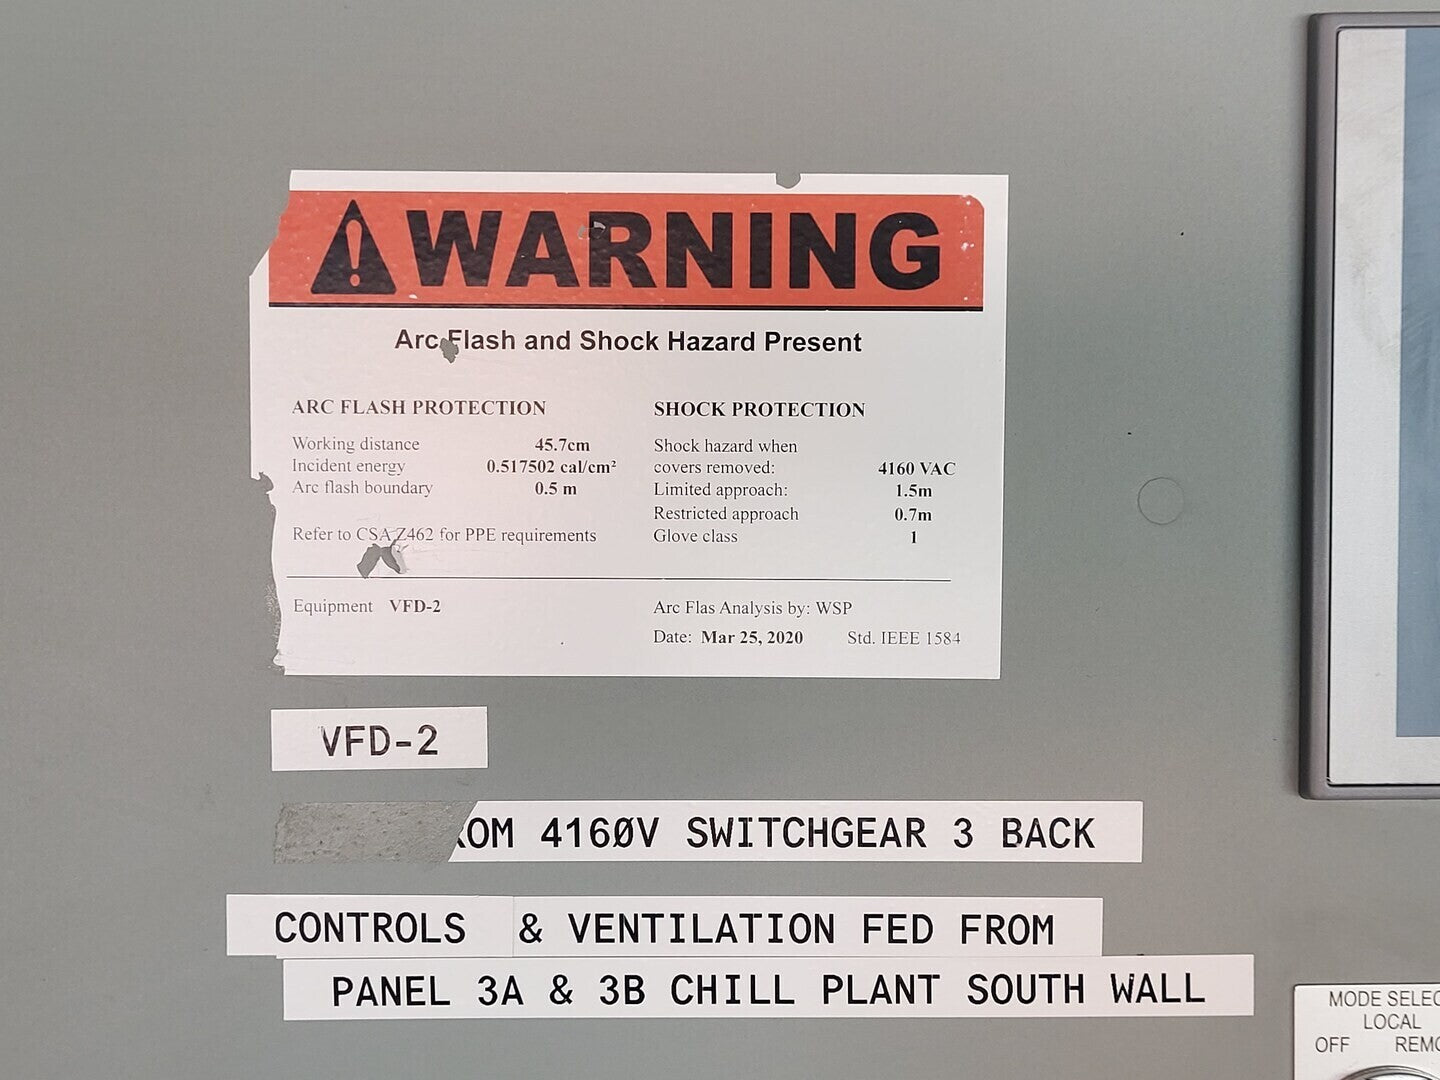 WARNING
Arc Flash and Shock Hazard Present
ARC FLASH PROTECTION
Working distance 45.7cm
Incident energy 0.517502 cal/cm²
Arc flash boundary 0.5 m
Refer to CSA Z462 for PPE requirements
SHOCK PROTECTION
Shock hazard when
covers removed: 4160 VAC
Limited approach: 1.5m
Restricted approach 0.7m
Glove class 1
Equipment VFD-2
Arc Flas Analysis by: WSP
Date: Mar 25, 2020 Std. IEEE 1584
VFD-2
4160V SWITCHGEAR 3 BACK
CONTROLS & VENTILATION FED FROM
PANEL 3A & 3B CHILL PLANT SOUTH WALL
MODE
LOCAL
OFF